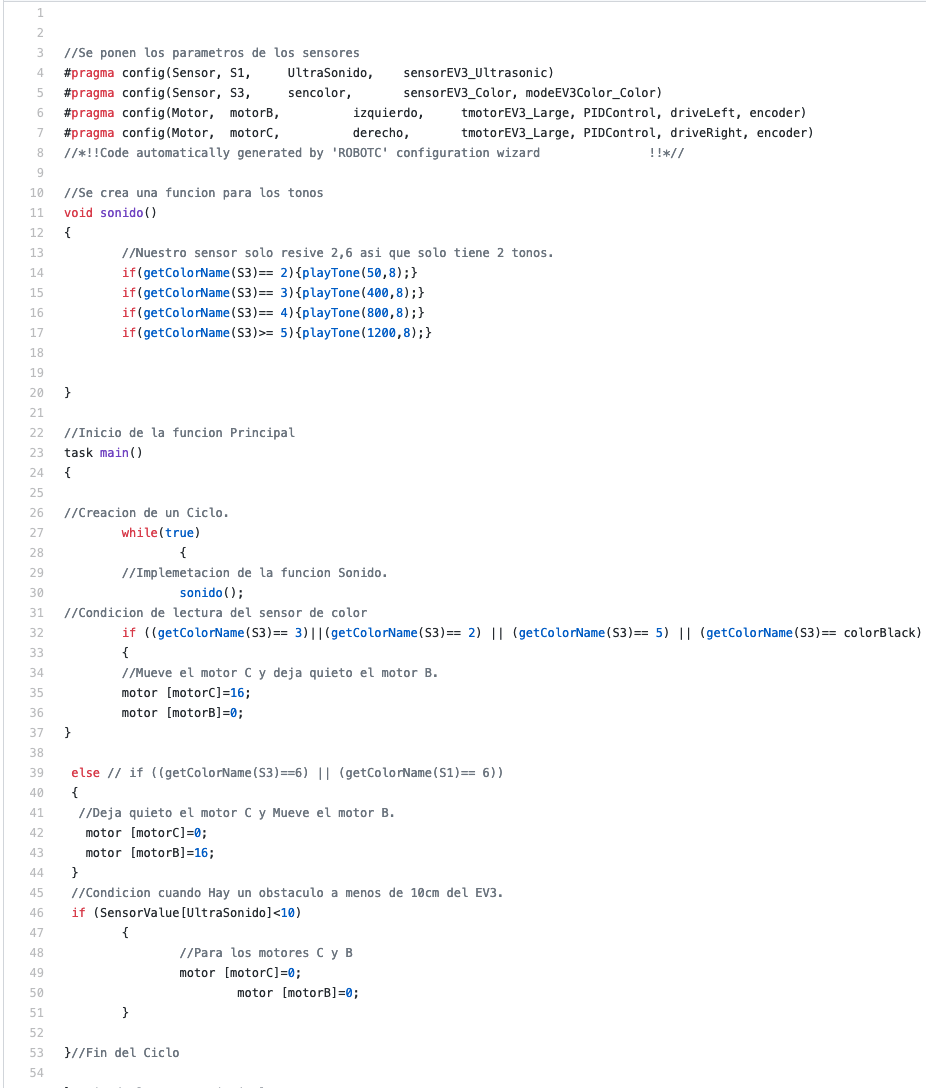 1
2
3 //Se ponen los parametros de los sensores
4 #pragma config(Sensor, S1,     UltraSonido,    sensorEV3_Ultrasonic)
5 #pragma config(Sensor, S3,     sencolor,       sensorEV3_Color, modeEV3Color_Color)
6 #pragma config(Motor,  motorB,          izquierdo,     tmotorEV3_Large, PIDControl, driveLeft, encoder)
7 #pragma config(Motor,  motorC,          derecho,       tmotorEV3_Large, PIDControl, driveRight, encoder)
8 //*!!Code automatically generated by 'ROBOTC' configuration wizard               !!*//
9
10 //Se crea una funcion para los tonos
11 void sonido()
12 {
13         //Nuestro sensor solo resive 2,6 asi que solo tiene 2 tonos.
14         if(getColorName(S3)== 2){playTone(50,8);}
15         if(getColorName(S3)== 3){playTone(400,8);}
16         if(getColorName(S3)== 4){playTone(800,8);}
17         if(getColorName(S3)>= 5){playTone(1200,8);}
18
19
20 }
21
22 //Inicio de la funcion Principal
23 task main()
24 {
25
26 //Creacion de un Ciclo.
27         while(true)
28                 {
29         //Implemetacion de la funcion Sonido.
30                 sonido();
31 //Condicion de lectura del sensor de color
32         if ((getColorName(S3)== 3)||(getColorName(S3)== 2) || (getColorName(S3)== 5) || (getColorName(S3)== colorBlack)
33         {
34         //Mueve el motor C y deja quieto el motor B.
35         motor [motorC]=16;
36         motor [motorB]=0;
37 }
38
39  else // if ((getColorName(S3)==6) || (getColorName(S1)== 6))
40  {
41   //Deja quieto el motor C y Mueve el motor B.
42    motor [motorC]=0;
43    motor [motorB]=16;
44  }
45  //Condicion cuando Hay un obstaculo a menos de 10cm del EV3.
46  if (SensorValue[UltraSonido]<10)
47         {
48                 //Para los motores C y B
49                 motor [motorC]=0;
50                         motor [motorB]=0;
51         }
52
53 }//Fin del Ciclo
54